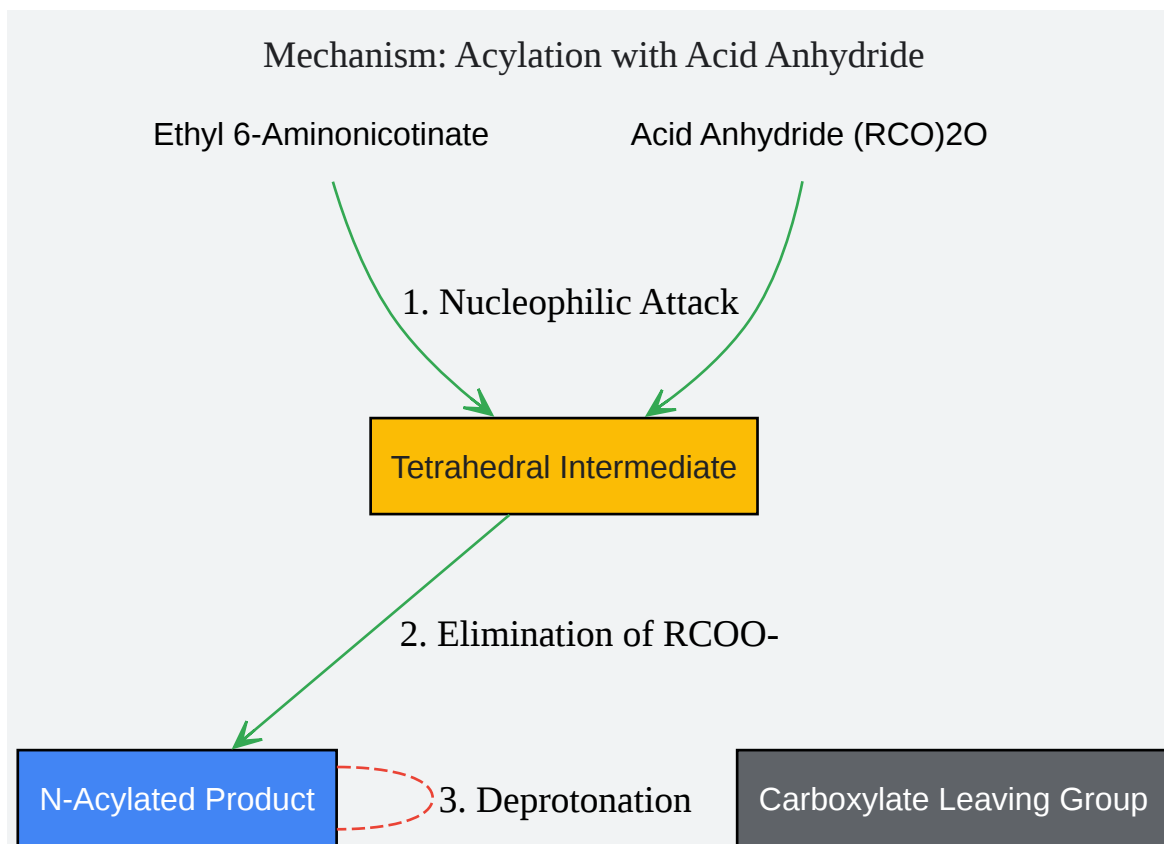 Mechanism: Acylation with Acid Anhydride
Ethyl 6-Aminonicotinate
Acid Anhydride (RCO)2O
1. Nucleophilic Attack
Tetrahedral Intermediate
2. Elimination of RCOO-
N-Acylated Product
3. Deprotonation
Carboxylate Leaving Group